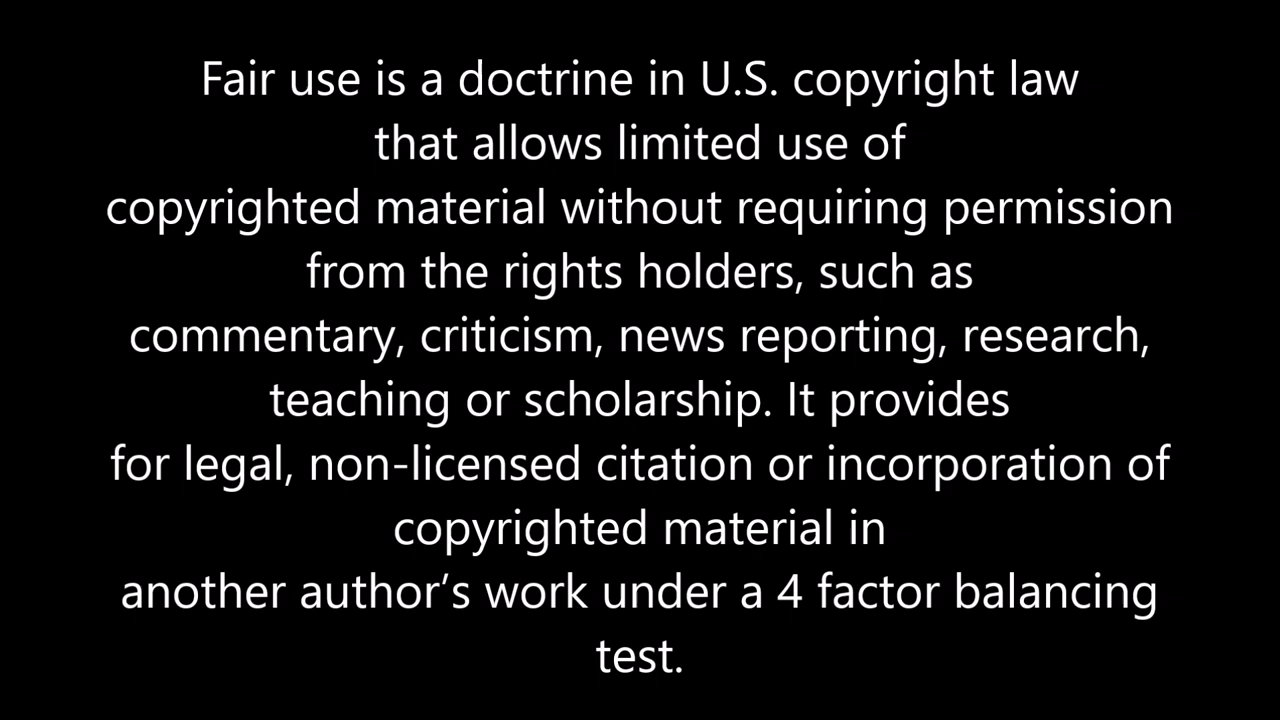 Fair use is a doctrine in U.S. copyright law
that allows limited use of
copyrighted material without requiring permission
from the rights holders, such as
commentary, criticism, news reporting, research,
teaching or scholarship. It provides
for legal, non-licensed citation or incorporation of
copyrighted material in
another author’s work under a 4 factor balancing
test.